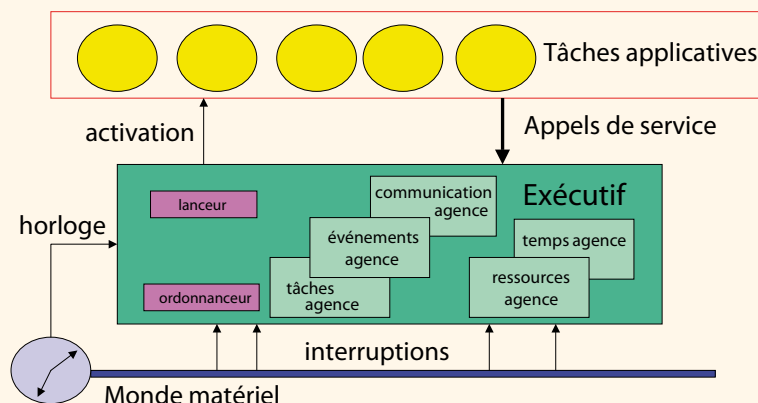 Tâches applicatives
activation
Appels de service
Exécutif
communication
agence
lanceur
horloge
événements
agence
temps agence
ordonnanceur
tâches
agence
ressources
agence
interruptions
Monde matériel